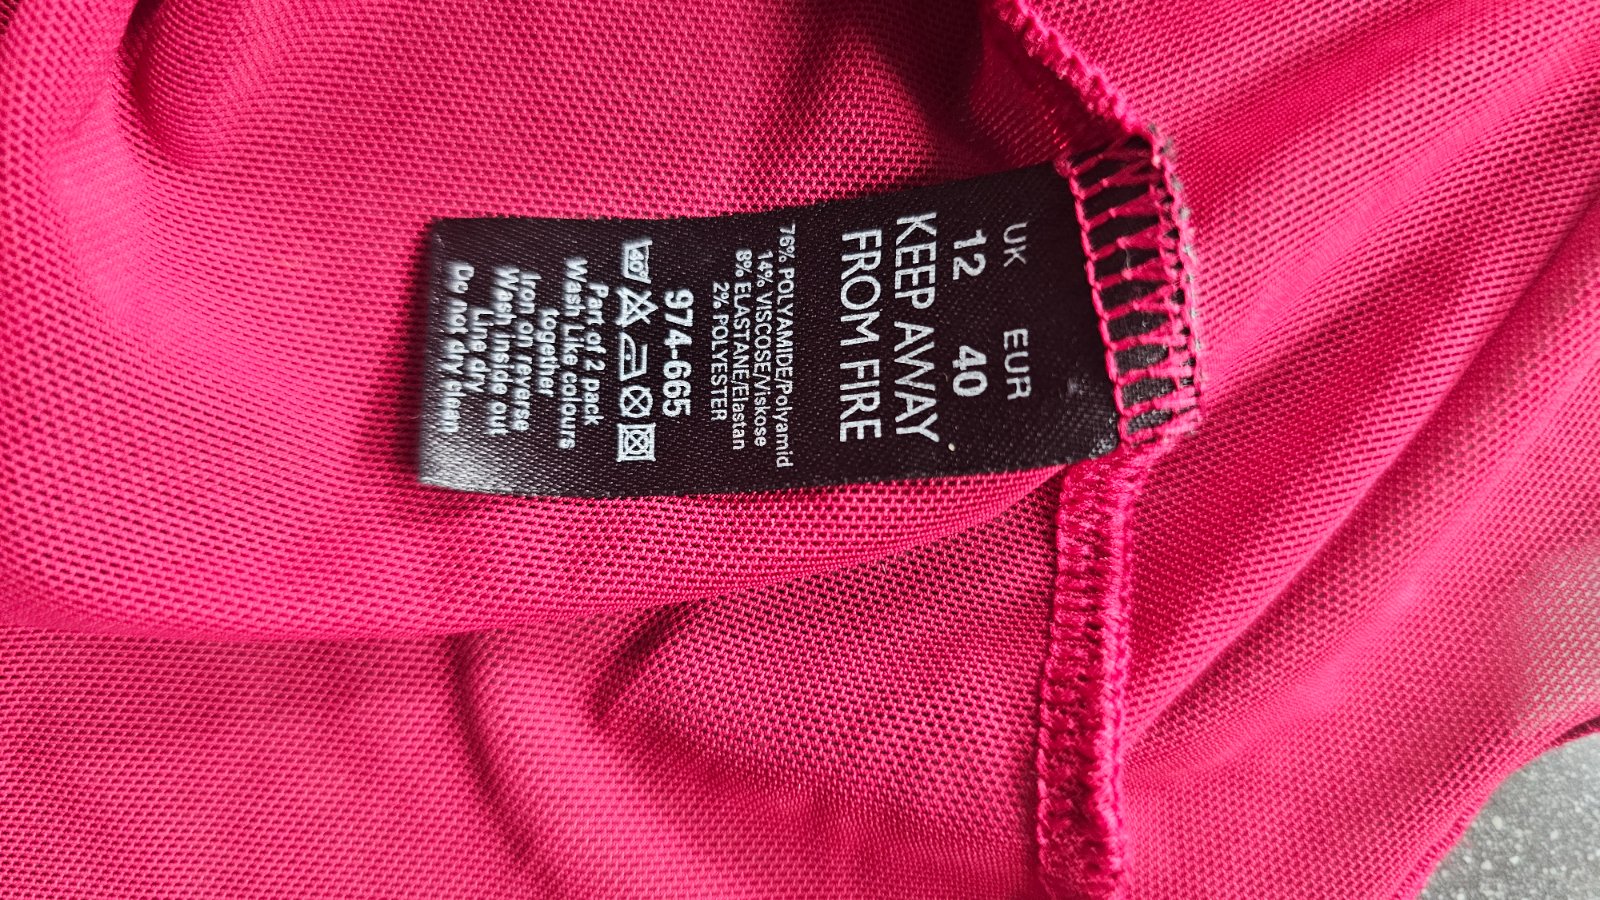 UK EUR
12 40
KEEP AWAY
FROM FIRE
76% POLYAMIDE/Polyamid
14% VISCOSE/Viskose
8% ELASTANE/Elastan
2% POLYESTER
974-665
40
Part of 2 pack
Wash Like colours
together
Iron on reverse
Wash inside out
Line dry
Do not dry clean